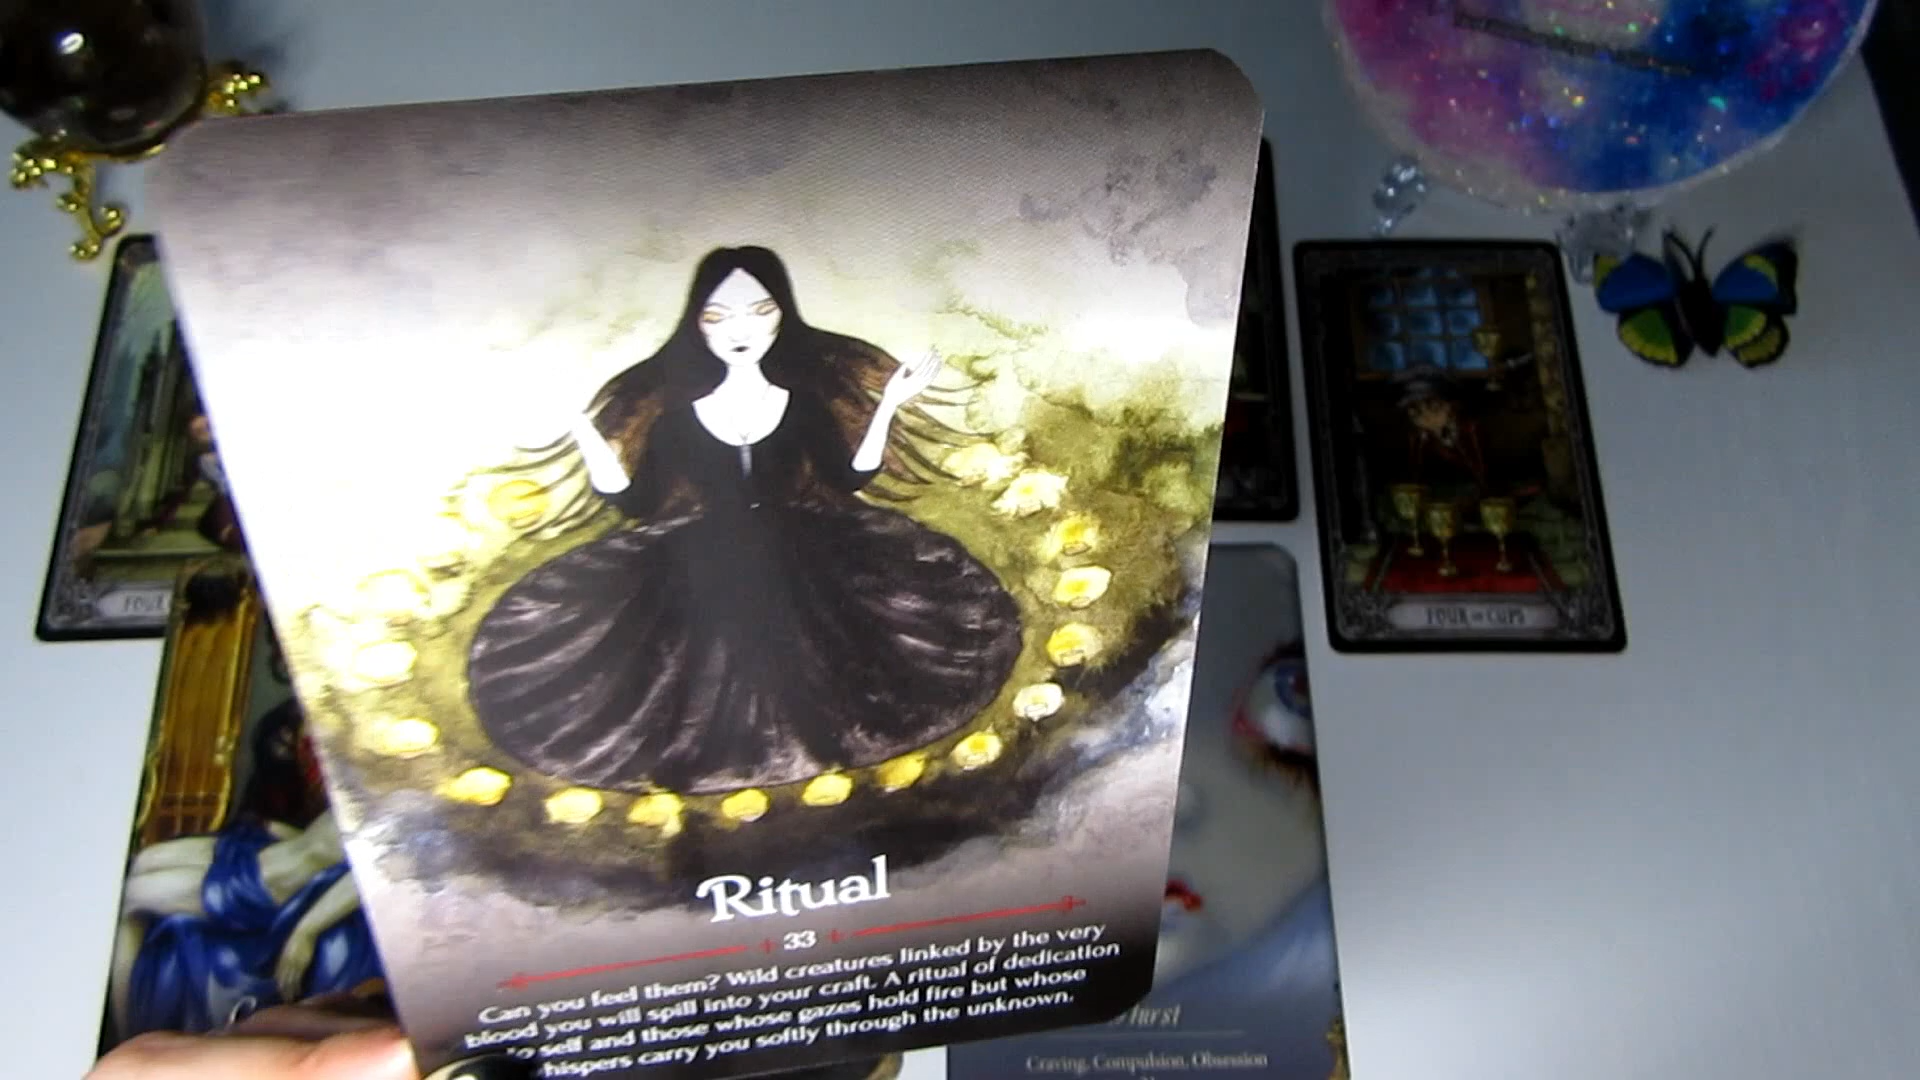 Ritual
33
Can you feel them? Wild creatures linked by the very
blood you will spill into your craft. A ritual of dedication
to self and those whose gazes hold fire but whose
whispers carry you softly through the unknown.
FOUR
FOUR OF CUPS
Craving, Compulsion, Obsession